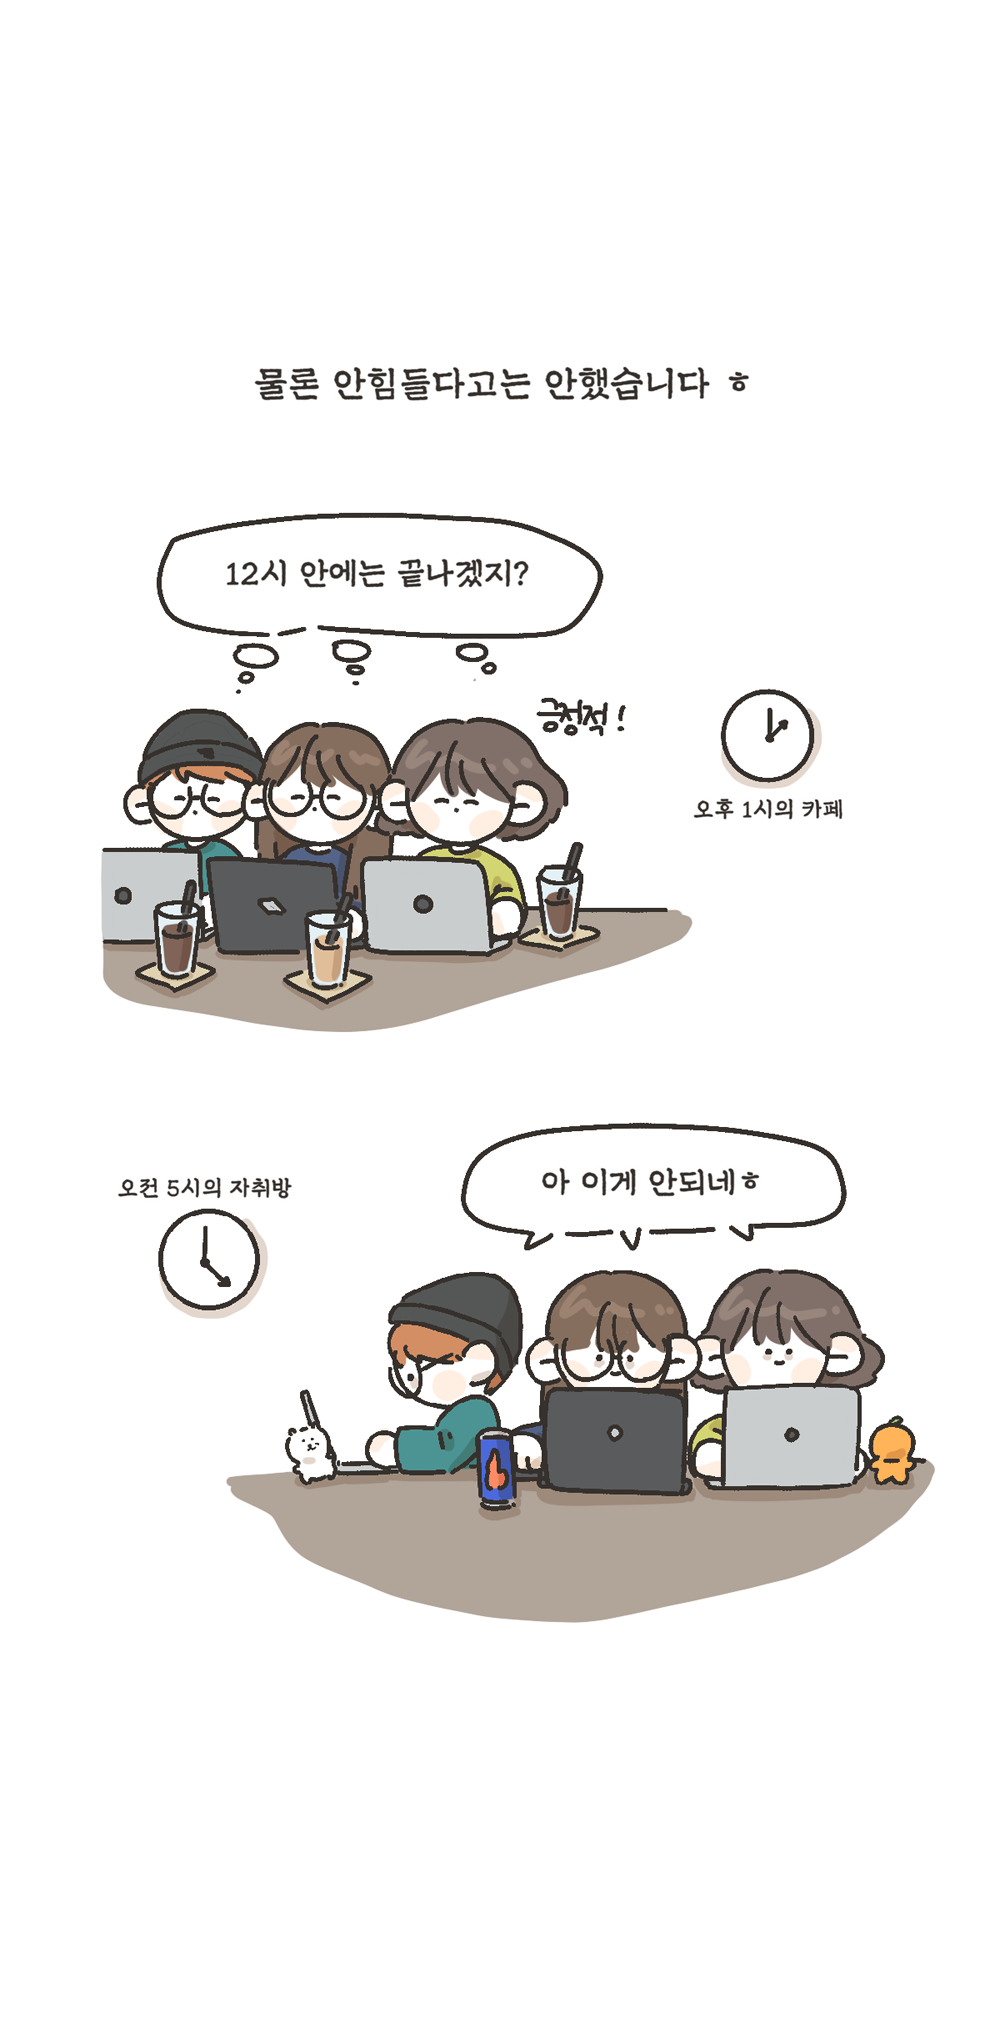 물론 안힘들다고는 안했습니다 ㅎ
12시 안에는 끝나겠지?
긍정적!
오후 1시의 카페
오전 5시의 자취방
아 이게 안되네ㅎ